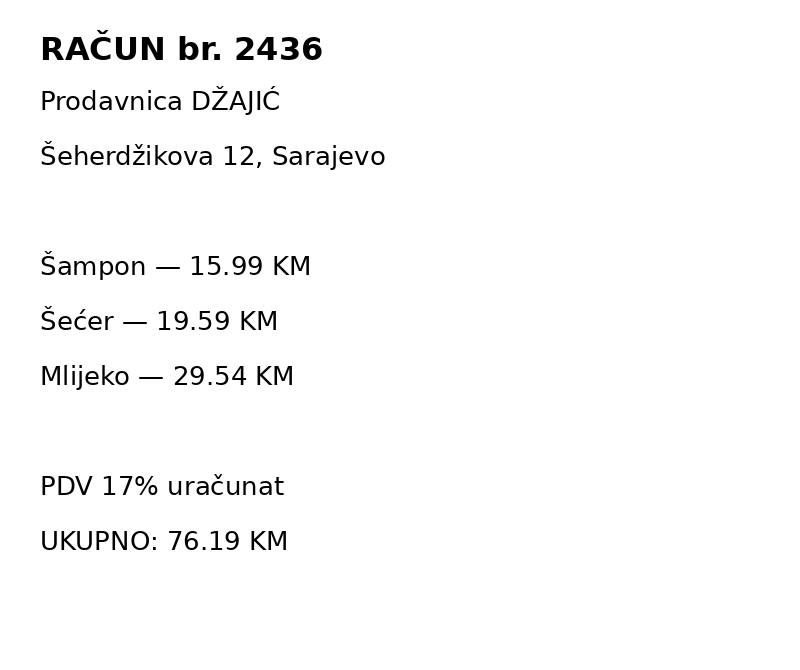 RAČUN br. 2436
Prodavnica DŽAJIĆ
Šeherdžikova 12, Sarajevo
Šampon — 15.99 KM
Šećer — 19.59 KM
Mlijeko — 29.54 KM
PDV 17% uračunat
UKUPNO: 76.19 KM